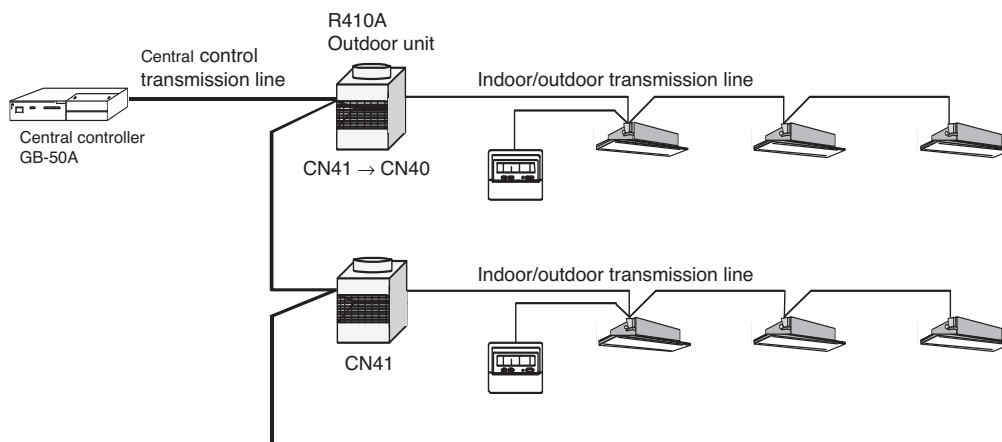 R410A
Outdoor unit
Central control
transmission line
Indoor/outdoor transmission line
Central controller
GB-50A
CN41 → CN40
Indoor/outdoor transmission line
CN41